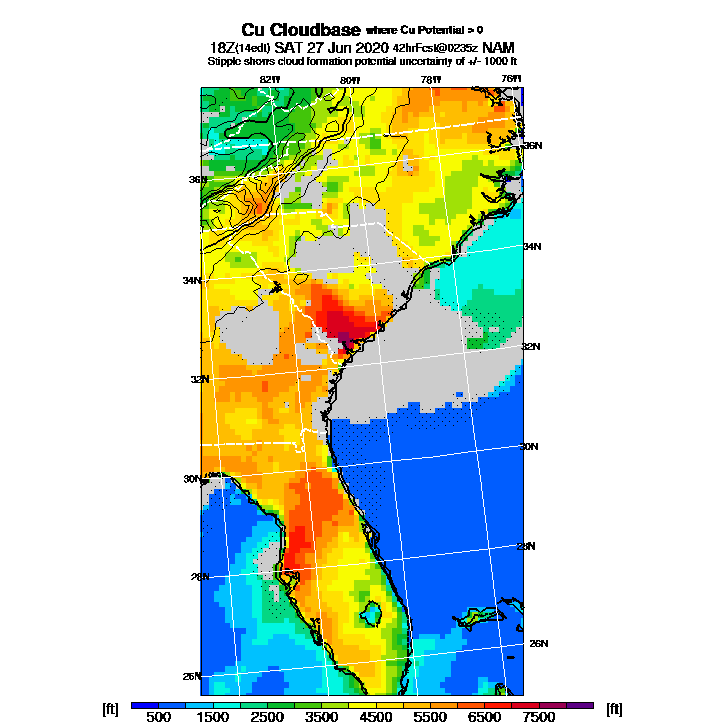 Cu Cloudbase where Cu Potential > 0
18Z(14edt) SAT 27 Jun 2020 42hrFcst@0235z NAM
Stipple shows cloud formation potential uncertainty of +/- 1000 ft
82W 80W 78W 76W
36N
36N
34N
34N
32N
32N
30N
30N
28N
28N
26N
26N
[ft] 500 1500 2500 3500 4500 5500 6500 7500 [ft]